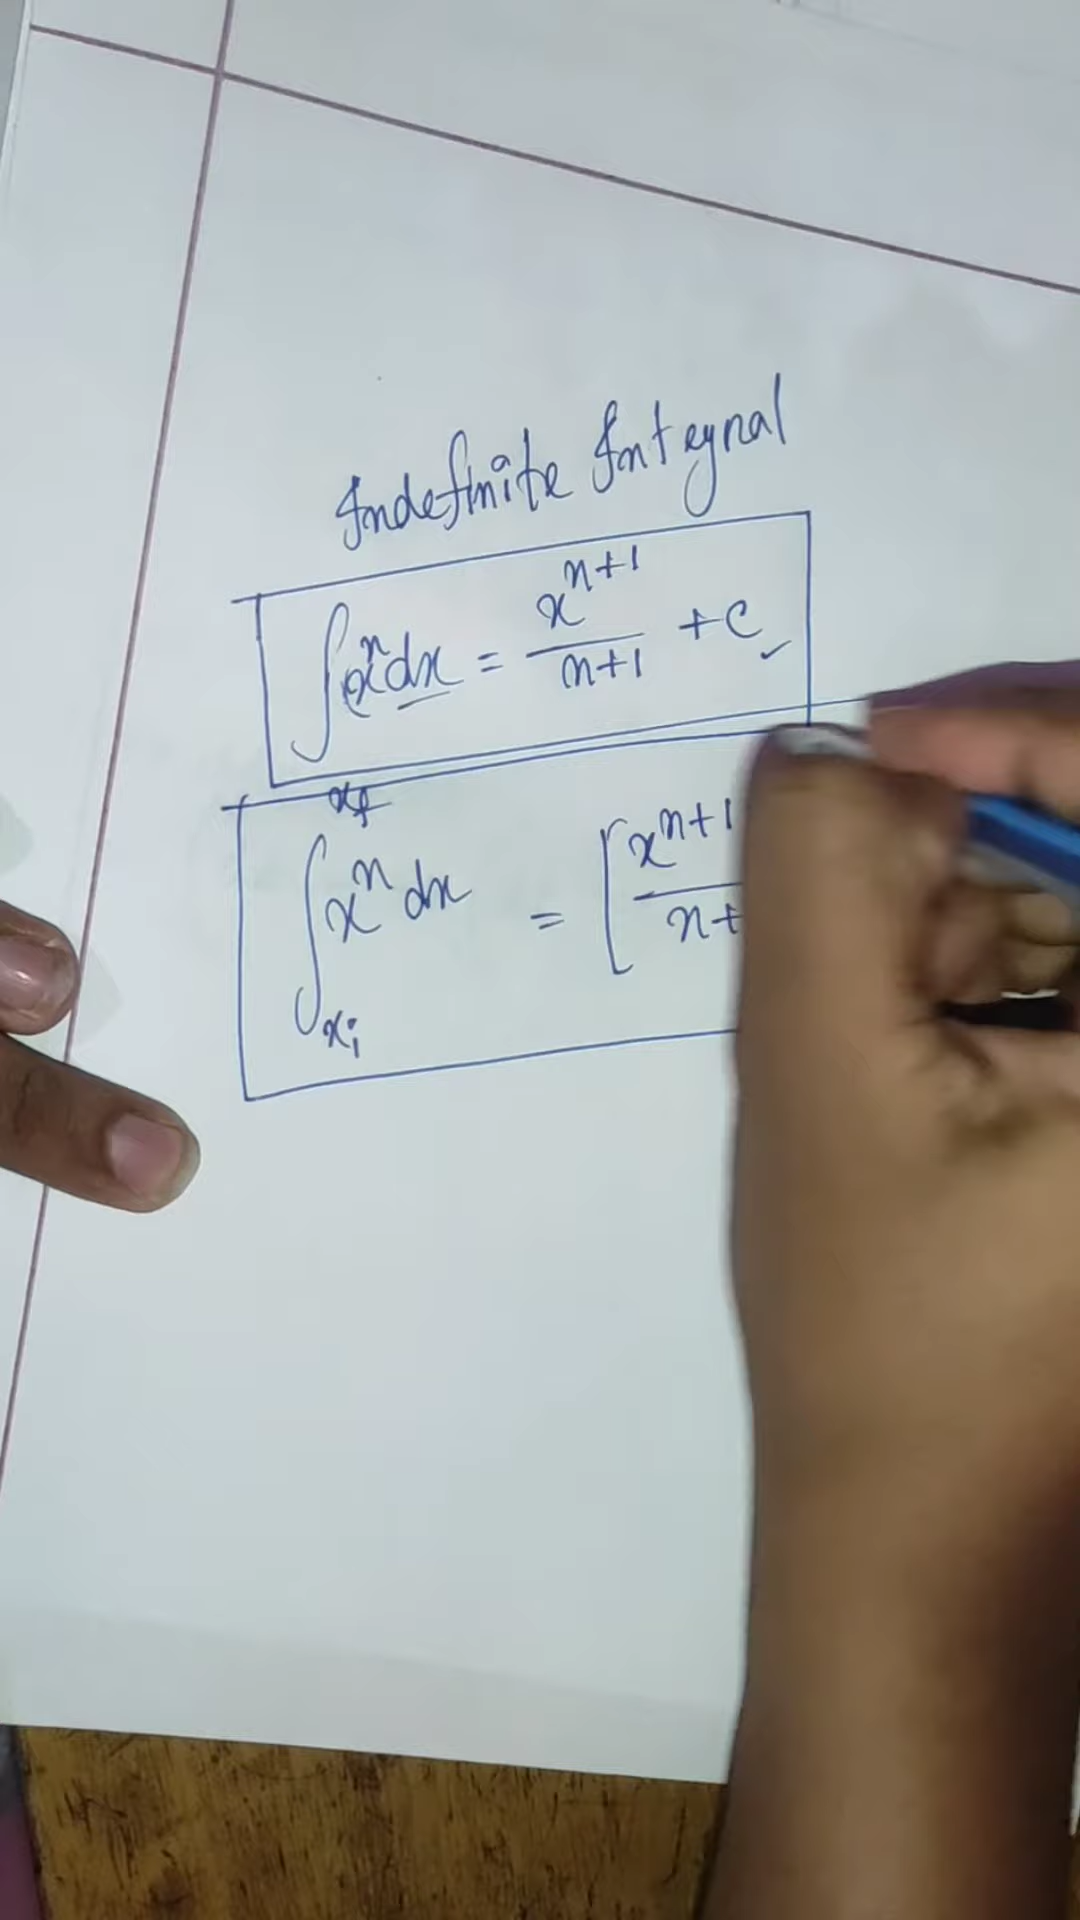 Indefinite Integral
∫xⁿdx = xⁿ⁺¹/n+1 + c
∫_{xᵢ}^{x_f} xⁿ dx = [xⁿ⁺¹/n+